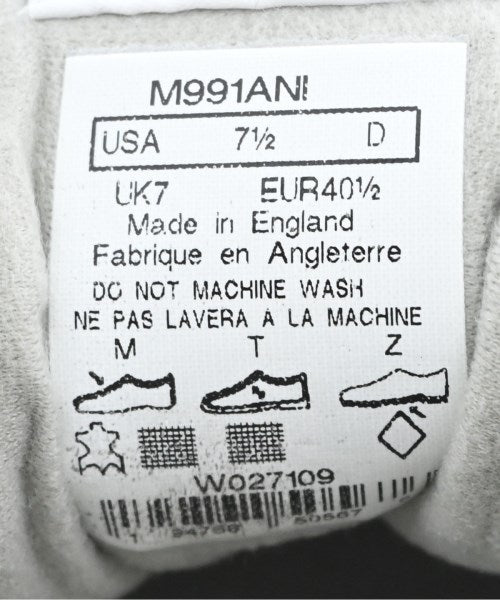 M991ANI
USA 7½ D
UK7 EUR40½
Made in England
Fabrique en Angleterre
DO NOT MACHINE WASH
NE PAS LAVERA A LA MACHINE
M T Z
W027109